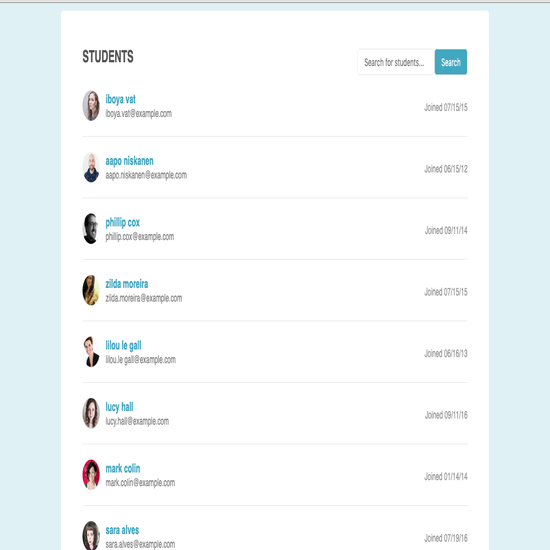 STUDENTS
Search for students...
Search
iboya vat
iboya.vat@example.com
Joined 07/15/15
aapo niskanen
aapo.niskanen@example.com
Joined 06/15/12
phillip cox
phillip.cox@example.com
Joined 09/11/14
zilda moreira
zilda.moreira@example.com
Joined 07/15/15
lilou le gall
lilou.le gall@example.com
Joined 06/16/13
lucy hall
lucy.hall@example.com
Joined 09/11/16
mark colin
mark.colin@example.com
Joined 01/14/14
sara alves
sara.alves@example.com
Joined 07/19/16